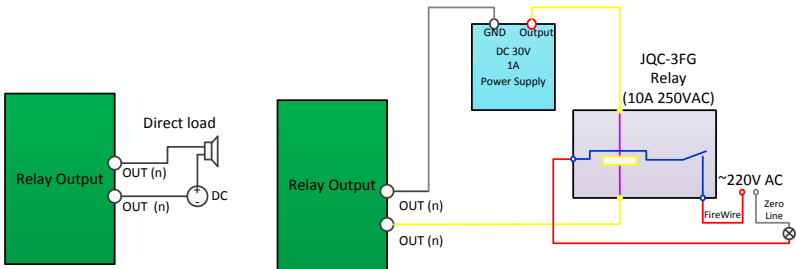 Direct load
Relay Output
OUT (n)
OUT (n)
+
-
DC
Relay Output
OUT (n)
OUT (n)
GND
Output
DC 30V
1A
Power Supply
JQC-3FG
Relay
(10A 250VAC)
~220V AC
FireWire
Zero
Line